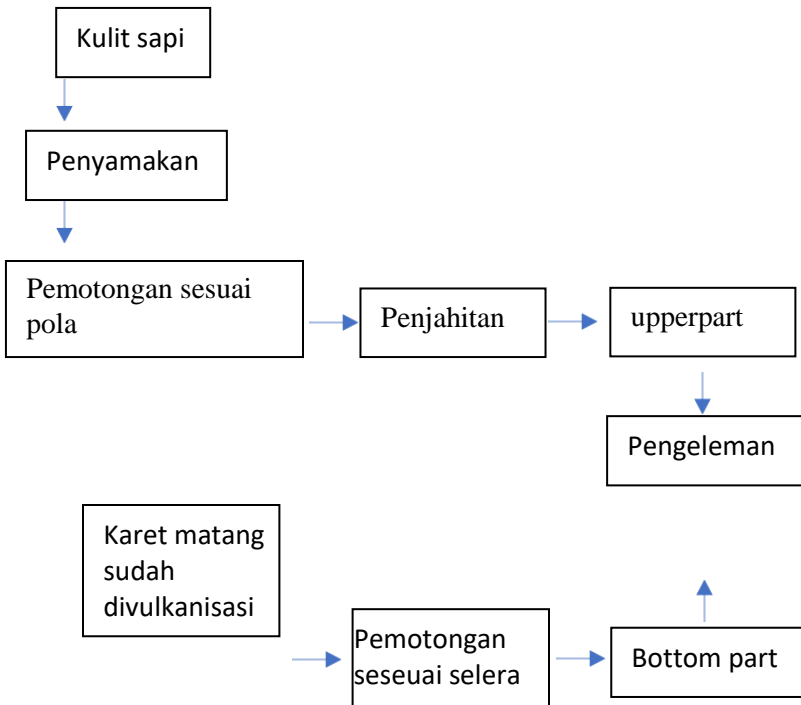 Kulit sapi
Penyamakan
Pemotongan sesuai
pola
Penjahitan
upperpart
Pengeleman
Karet matang
sudah
divulkanisasi
Pemotongan
seseuai selera
Bottom part